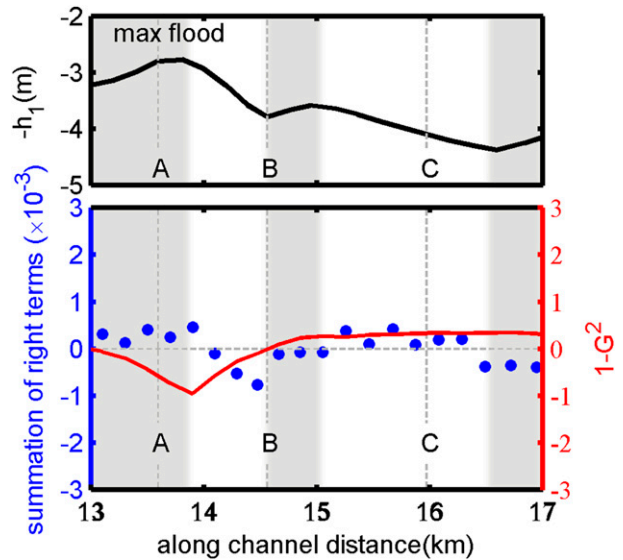 -2
max flood
-3
-4
-5
-h₁(m)
A B C
3 3
2 2
1 1
0 0
-1 -1
-2 -2
-3 -3
summation of right terms (×10⁻³)
1-G²
A B C
13 14 15 16 17
along channel distance(km)